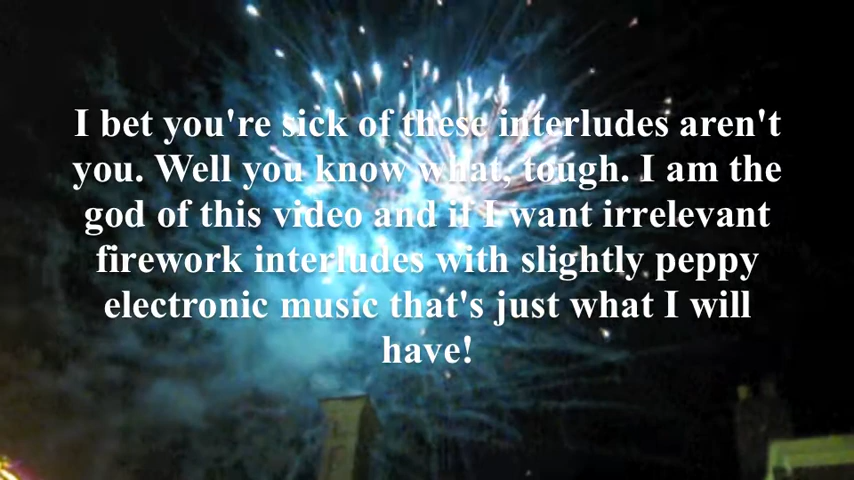 I bet you're sick of these interludes aren't
you. Well you know what, tough. I am the
god of this video and if I want irrelevant
firework interludes with slightly peppy
electronic music that's just what I will
have!